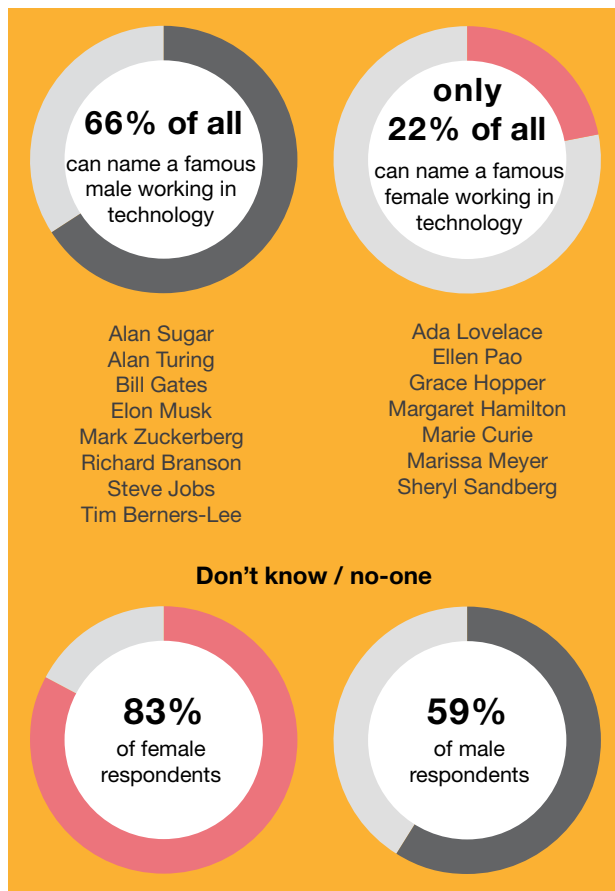 66% of all
can name a famous
male working in
technology
only
22% of all
can name a famous
female working in
technology
Alan Sugar
Alan Turing
Bill Gates
Elon Musk
Mark Zuckerberg
Richard Branson
Steve Jobs
Tim Berners-Lee
Ada Lovelace
Ellen Pao
Grace Hopper
Margaret Hamilton
Marie Curie
Marissa Meyer
Sheryl Sandberg
Don't know / no-one
83%
of female
respondents
59%
of male
respondents